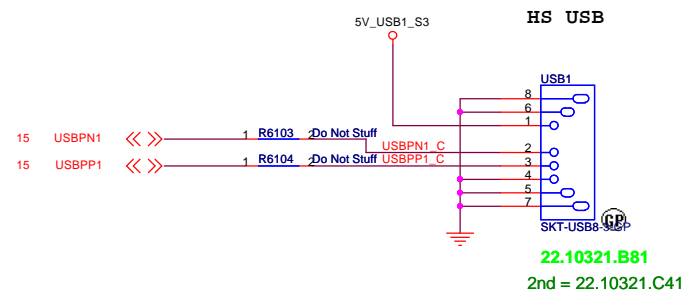 HS USB
5V_USB1_S3
USB1
8
6
1
15 USBPN1 1 R6103 2 Do Not Stuff
USBPN1_C 2
15 USBPP1 1 R6104 2 Do Not Stuff USBPP1_C 3
4
5
7
GP
SKT-USB8-
22.10321.B81
2nd = 22.10321.C41